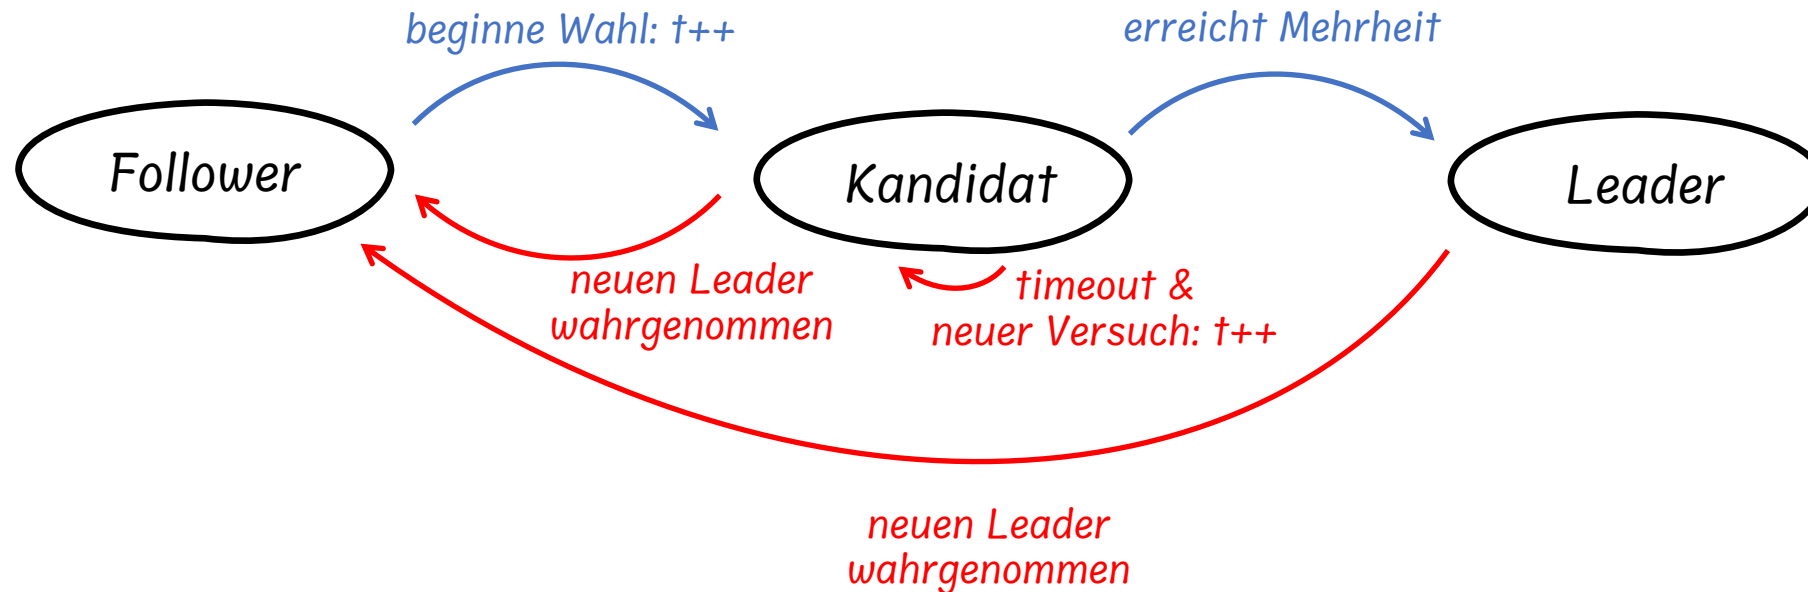 beginne Wahl: t++
erreicht Mehrheit
Follower
Kandidat
Leader
neuen Leader
wahrgenommen
timeout &
neuer Versuch: t++
neuen Leader
wahrgenommen